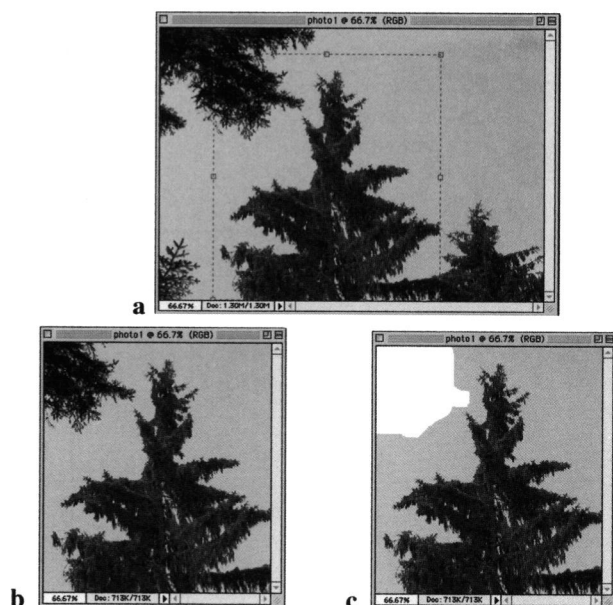 photo1 @ 66.7% (RGB)
66.67% Doc: 1.30M/1.30M
a
photo1 @ 66.7% (RGB)
66.67% Doc: 713K/713K
b
photo1 @ 66.7% (RGB)
66.67% Doc: 713K/713K
c